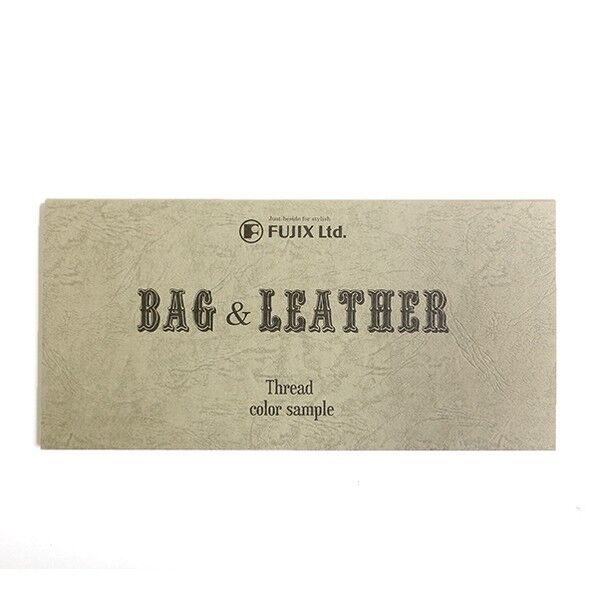 Just beside for stylish
FUJIX Ltd.
BAG & LEATHER
Thread
color sample